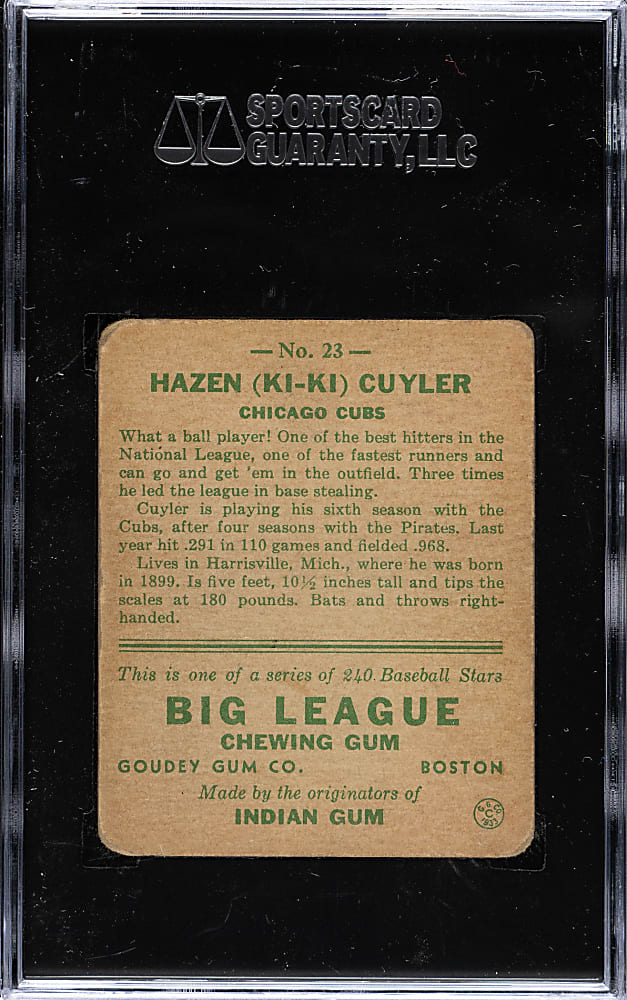 SPORTSCARD
GUARANTY, LLC
— No. 23 —
HAZEN (KI-KI) CUYLER
CHICAGO CUBS
What a ball player! One of the best hitters in the
National League, one of the fastest runners and
can go and get 'em in the outfield. Three times
he led the league in base stealing.
Cuyler is playing his sixth season with the
Cubs, after four seasons with the Pirates. Last
year hit .291 in 110 games and fielded .968.
Lives in Harrisville, Mich., where he was born
in 1899. Is five feet, 10½ inches tall and tips the
scales at 180 pounds. Bats and throws right-
handed.
This is one of a series of 240 Baseball Stars
BIG LEAGUE
CHEWING GUM
GOUDEY GUM CO. BOSTON
Made by the originators of
INDIAN GUM
G. G. CO.
C
1933